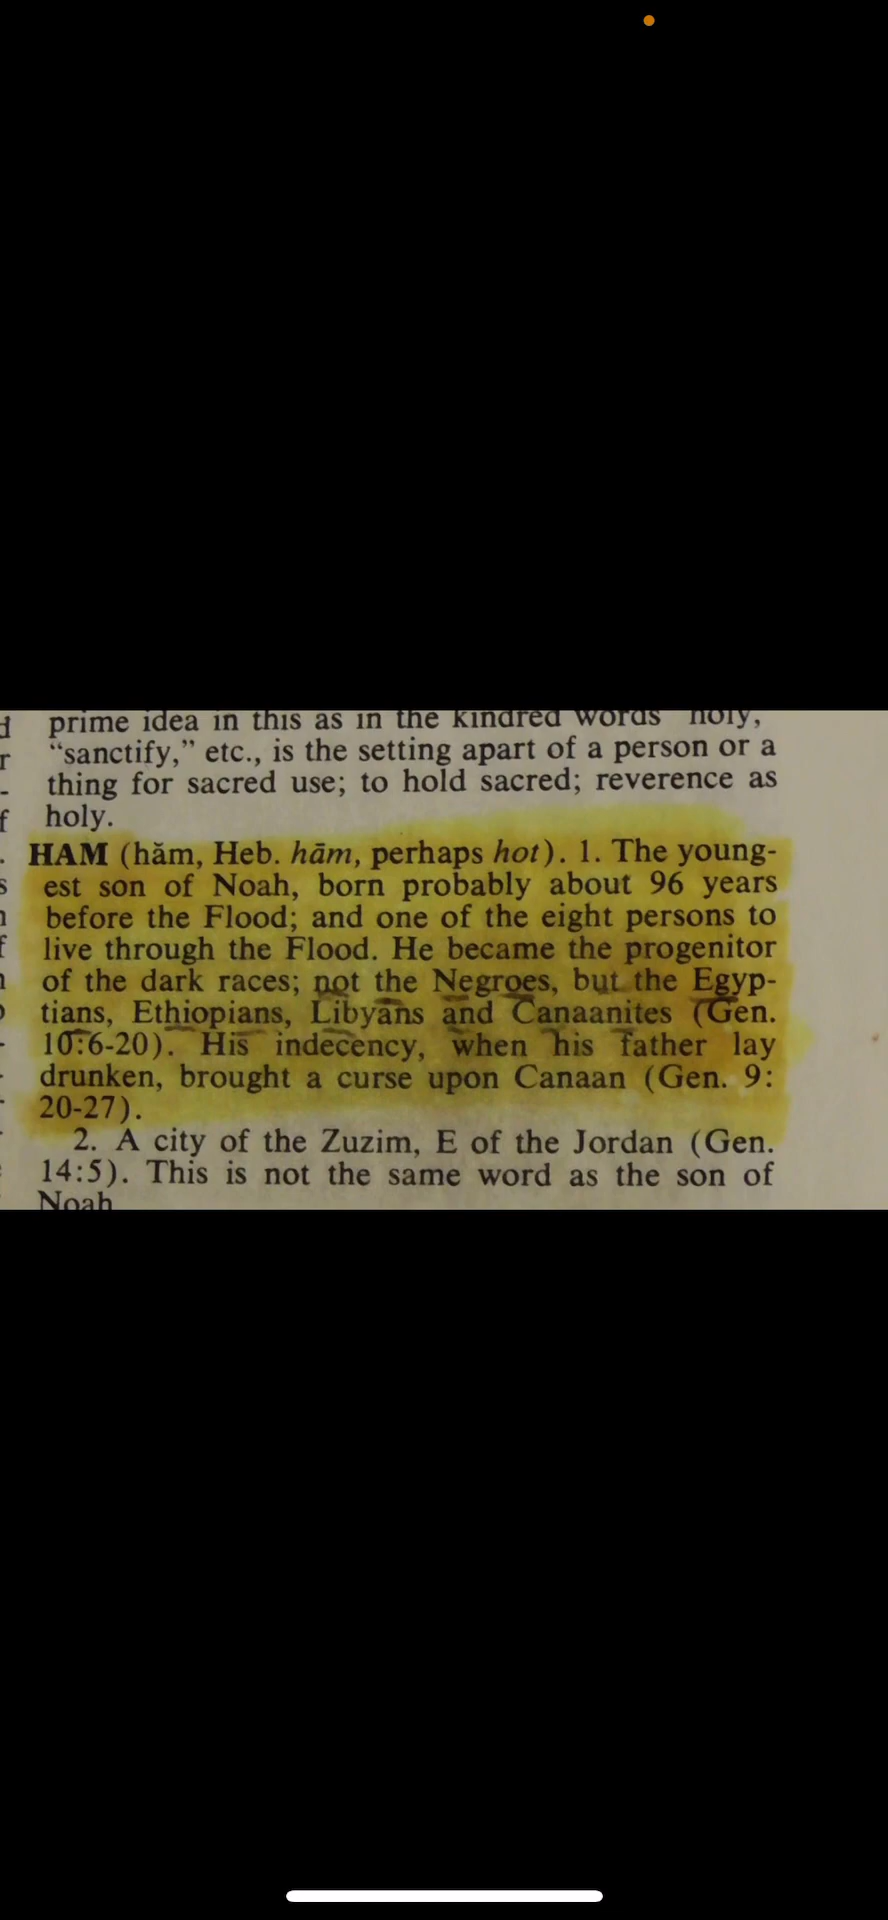 prime idea in this as in the kindred words "holy,
"sanctify," etc., is the setting apart of a person or a
thing for sacred use; to hold sacred; reverence as
holy.
HAM (hăm, Heb. hām, perhaps hot). 1. The young-
est son of Noah, born probably about 96 years
before the Flood; and one of the eight persons to
live through the Flood. He became the progenitor
of the dark races; not the Negroes, but the Egyp-
tians, Ethiopians, Libyans and Canaanites (Gen.
10:6-20). His indecency, when his father lay
drunken, brought a curse upon Canaan (Gen. 9:
20-27).
2. A city of the Zuzim, E of the Jordan (Gen.
14:5). This is not the same word as the son of
Noah